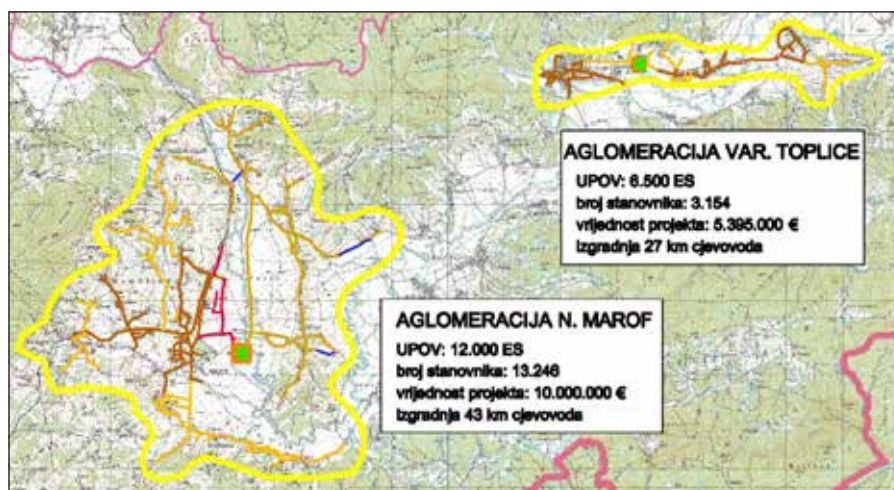 AGLOMERACIJA VAR. TOPLICE
UPOV: 6.500 ES
broj stanovnika: 3.154
vrijednost projekta: 5.395.000 €
izgradnja 27 km cjevovoda
AGLOMERACIJA N. MAROF
UPOV: 12.000 ES
broj stanovnika: 13.246
vrijednost projekta: 10.000.000 €
izgradnja 43 km cjevovoda